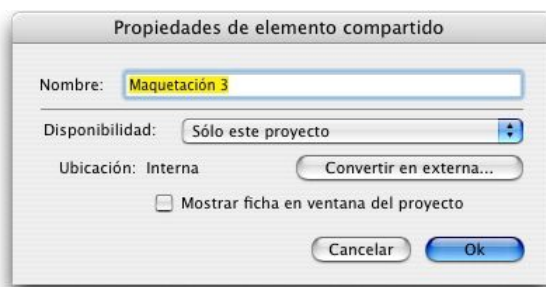 Propiedades de elemento compartido
Nombre: Maquetación 3
Disponibilidad: Sólo este proyecto
Ubicación: Interna Convertir en externa...
Mostrar ficha en ventana del proyecto
Cancelar Ok